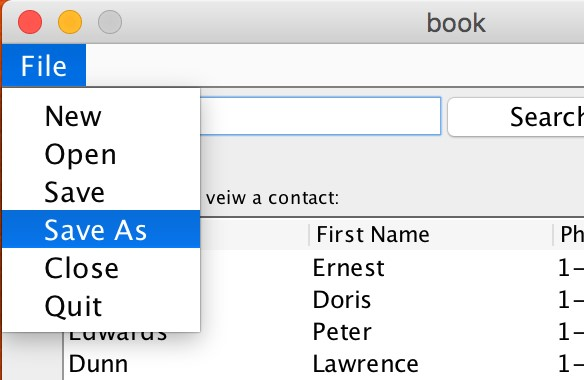 book
File
Search
New
Open
Save
veiw a contact:
Save As
First Name
Ph
Close
Ernest
1-
Quit
Doris
1-
Edwards
Peter
1-
Dunn
Lawrence
1-